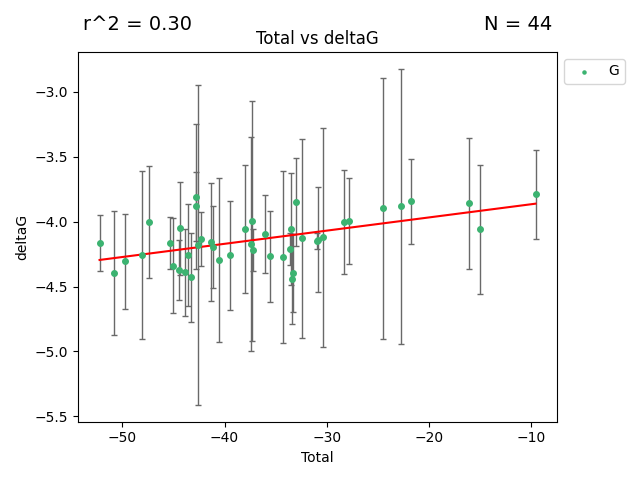 r^2 = 0.30
N = 44
Total vs deltaG
G
−3.0
−3.5
−4.0
−4.5
−5.0
−5.5
deltaG
−50
−40
−30
−20
−10
Total